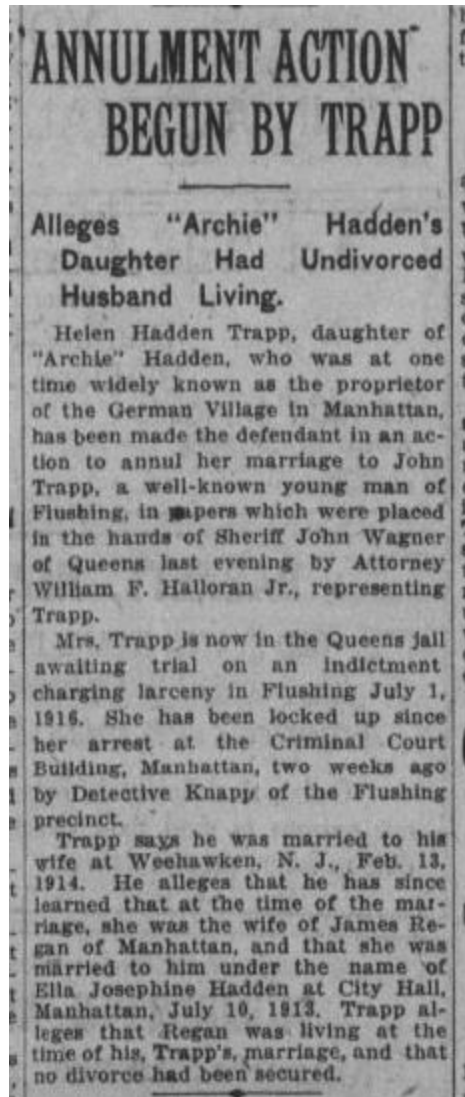 ANNULMENT ACTION
BEGUN BY TRAPP
Alleges "Archie" Hadden's
Daughter Had Undivorced
Husband Living.
Helen Hadden Trapp, daughter of
"Archie" Hadden, who was at one
time widely known as the proprietor
of the German Village in Manhattan,
has been made the defendant in an ac-
tion to annul her marriage to John
Trapp, a well-known young man of
Flushing, in papers which were placed
in the hands of Sheriff John Wagner
of Queens last evening by Attorney
William F. Halloran Jr., representing
Trapp.
Mrs. Trapp is now in the Queens jail
awaiting trial on an indictment
charging larceny in Flushing July 1,
1916. She has been locked up since
her arrest at the Criminal Court
Building, Manhattan, two weeks ago
by Detective Knapp of the Flushing
precinct.
Trapp says he was married to his
wife at Weehawken, N. J., Feb. 13,
1914. He alleges that he has since
learned that at the time of the mar-
riage, she was the wife of James Re-
gan of Manhattan, and that she was
married to him under the name of
Ella Josephine Hadden at City Hall,
Manhattan, July 10, 1913. Trapp al-
leges that Regan was living at the
time of his, Trapp's, marriage, and that
no divorce had been secured.